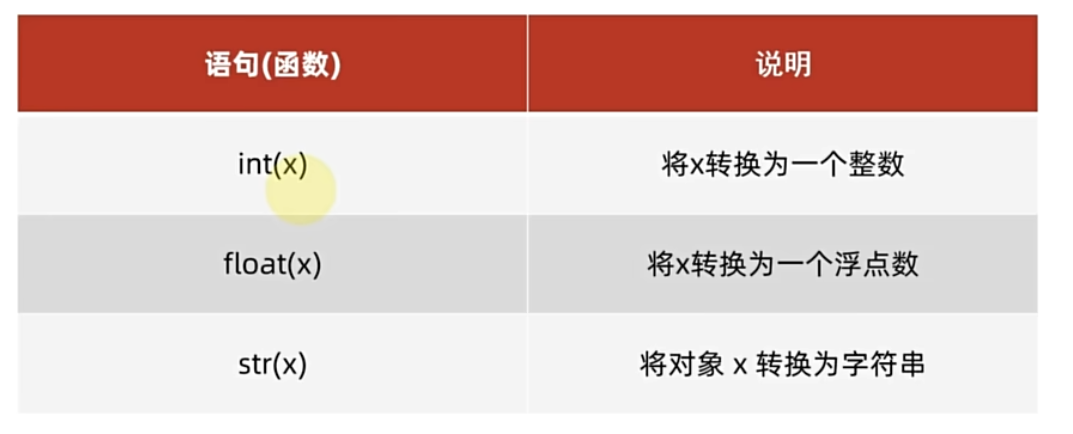 语句(函数) 说明
int(x) 将x转换为一个整数
float(x) 将x转换为一个浮点数
str(x) 将对象 x 转换为字符串